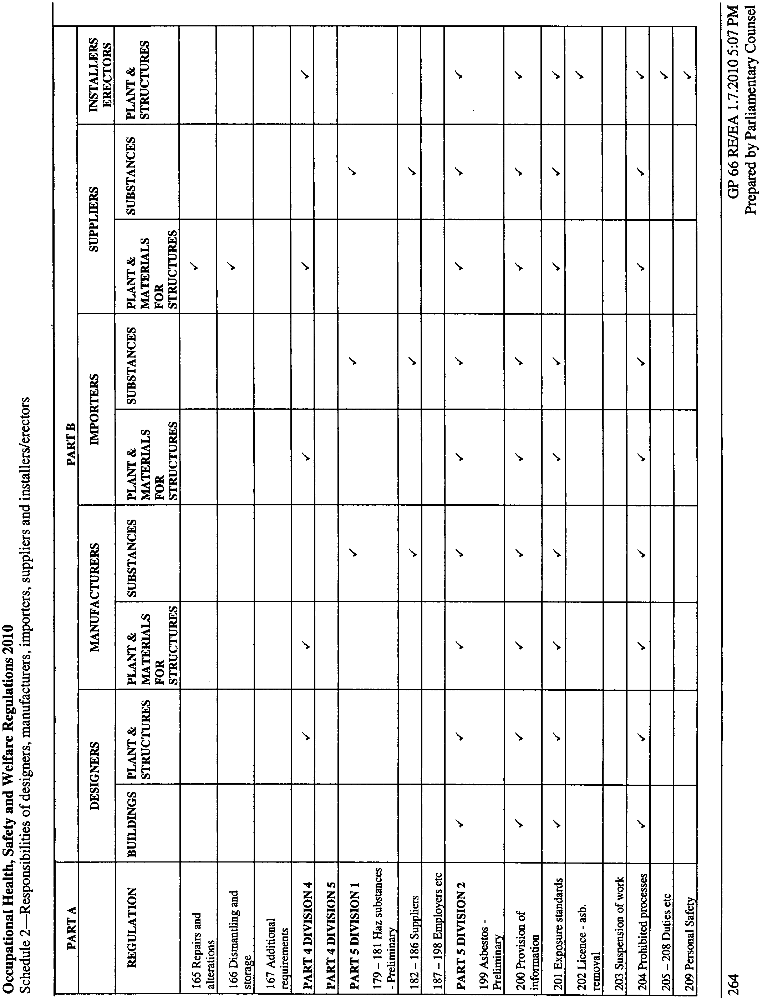 Occupational Health, Safety and Welfare Regulations 2010
Schedule 2—Responsibilities of designers, manufacturers, importers, suppliers and installers/erectors
PART A
PART B
DESIGNERS
MANUFACTURERS
IMPORTERS
SUPPLIERS
INSTALLERS
ERECTORS
REGULATION
BUILDINGS
PLANT &
STRUCTURES
PLANT &
MATERIALS
FOR
STRUCTURES
SUBSTANCES
PLANT &
MATERIALS
FOR
STRUCTURES
SUBSTANCES
PLANT &
MATERIALS
FOR
STRUCTURES
SUBSTANCES
PLANT &
STRUCTURES
165 Repairs and
alterations
✓
166 Dismantling and
storage
✓
167 Additional
requirements
PART 4 DIVISION 4
✓ ✓ ✓ ✓ ✓
PART 4 DIVISION 5
PART 5 DIVISION 1
✓ ✓ ✓
179 – 181 Haz substances
- Preliminary
182 – 186 Suppliers
✓ ✓ ✓
187 – 198 Employers etc
PART 5 DIVISION 2
✓ ✓ ✓ ✓ ✓ ✓ ✓ ✓ ✓
199 Asbestos -
Preliminary
200 Provision of
information
✓ ✓ ✓ ✓ ✓ ✓ ✓ ✓ ✓
201 Exposure standards
✓ ✓ ✓ ✓ ✓ ✓ ✓ ✓ ✓
202 Licence - asb.
removal
✓
203 Suspension of work
204 Prohibited processes
✓ ✓ ✓ ✓ ✓ ✓ ✓ ✓ ✓
205 – 208 Duties etc
✓
209 Personal Safety
✓
264
GP 66 RE/EA 1.7.2010 5:07 PM
Prepared by Parliamentary Counsel